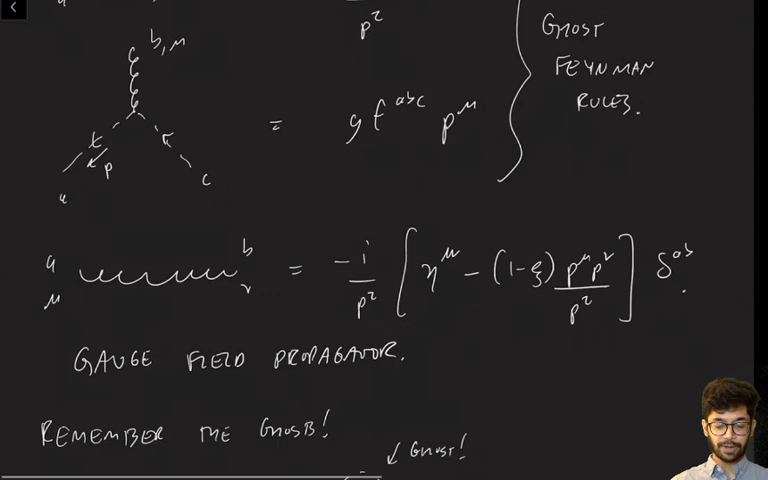 p²
b, μ
GHOST
FEYNMAN
RULES.
= g f^{abc} p^μ
p
c
a b
μ ν
= -i/p² [η^{μν} - (1-ξ) p^μ p^ν / p²] δ^{ab}.
GAUGE FIELD PROPAGATOR.
REMEMBER THE GHOSTS!
↙ GHOST!